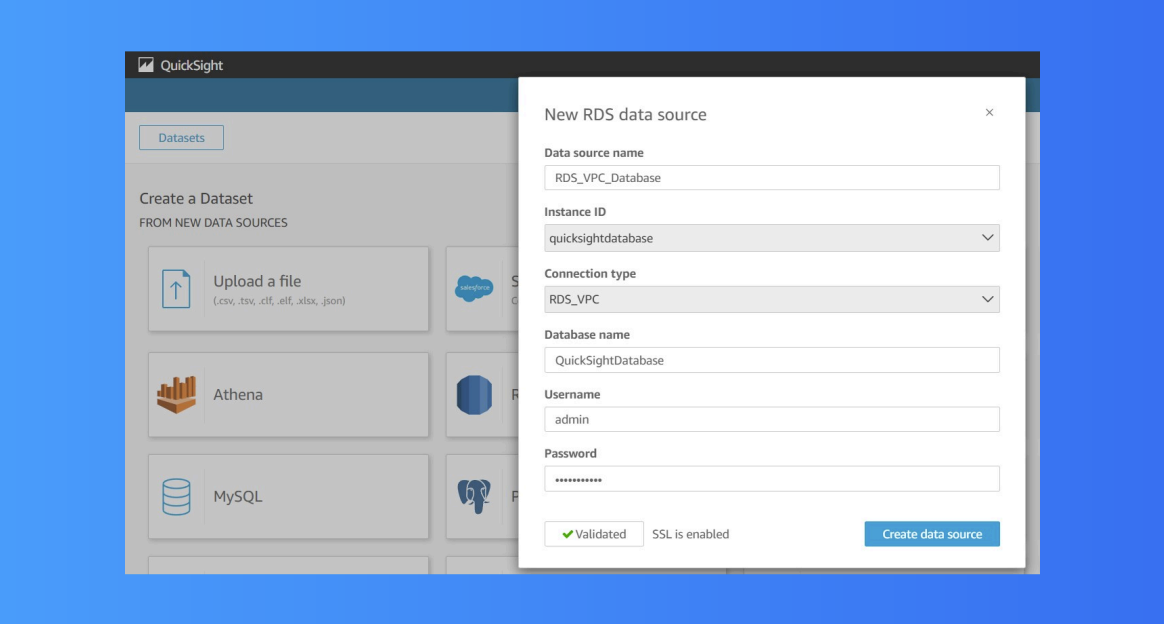 QuickSight
Datasets
Create a Dataset
FROM NEW DATA SOURCES
Upload a file
(.csv, .tsv, .clf, .elf, .xlsx, .json)
salesforce
Athena
MySQL
New RDS data source
×
Data source name
RDS_VPC_Database
Instance ID
quicksightdatabase
Connection type
RDS_VPC
Database name
QuickSightDatabase
Username
admin
Password
•••••••••••
Validated
SSL is enabled
Create data source